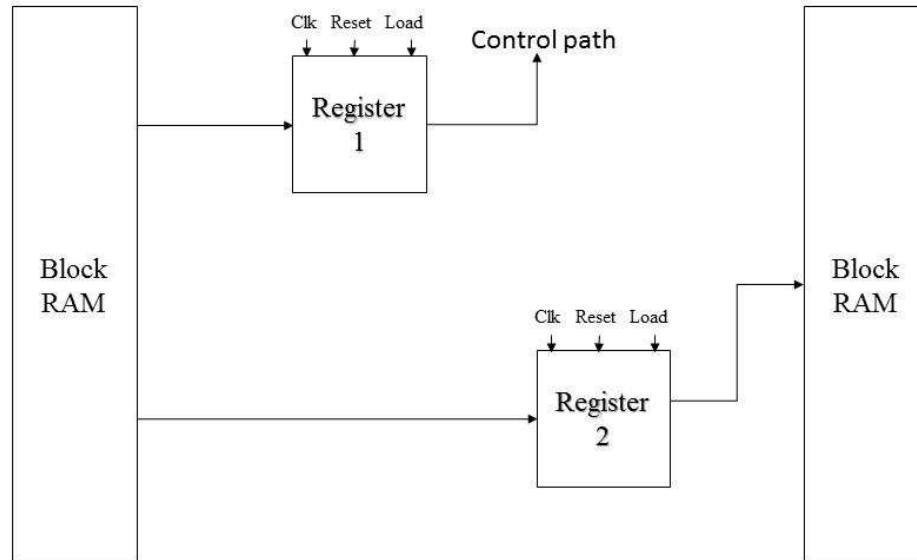 Clk Reset Load
Control path
Register
1
Block
RAM
Block
RAM
Clk Reset Load
Register
2